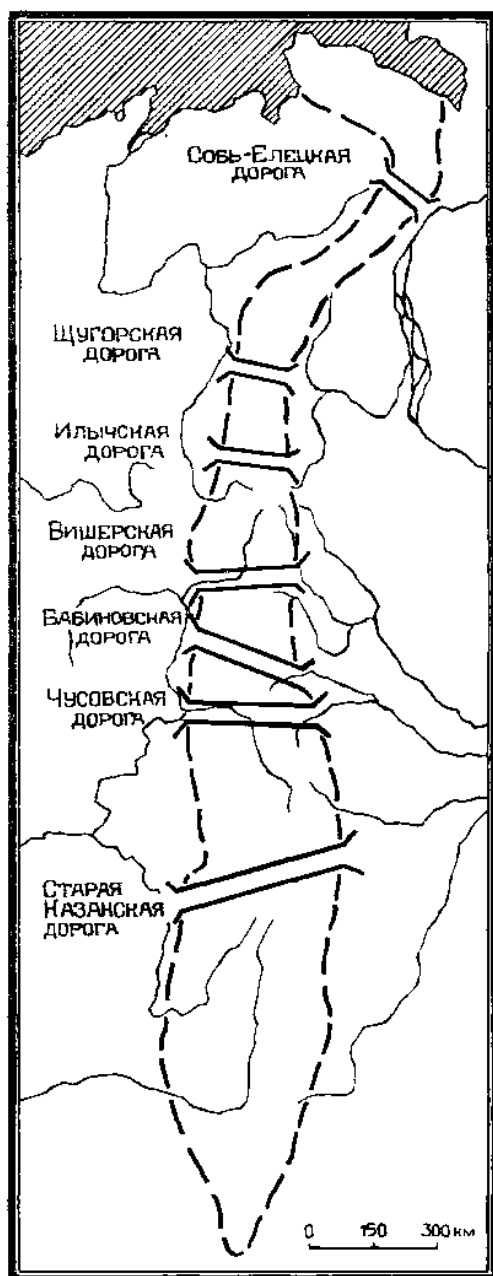 Собь-Елецкая
дорога
Щугорская
дорога
Илычская
дорога
Вишерская
дорога
Бабиновская
дорога
Чусовская
дорога
Старая
Казанская
дорога
0 150 300 км